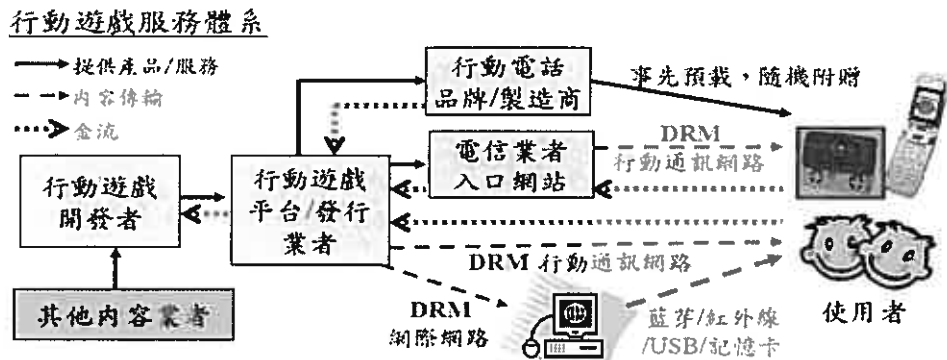 行動遊戲服務體系
提供產品/服務
內容傳輸
金流
行動電話
品牌/製造商
事先預載，隨機附贈
DRM
行動通訊網路
電信業者
入口網站
行動遊戲
開發者
行動遊戲
平台/發行
業者
DRM 行動通訊網路
其他內容業者
DRM
網際網路
藍芽/紅外線
/USB/記憶卡
使用者